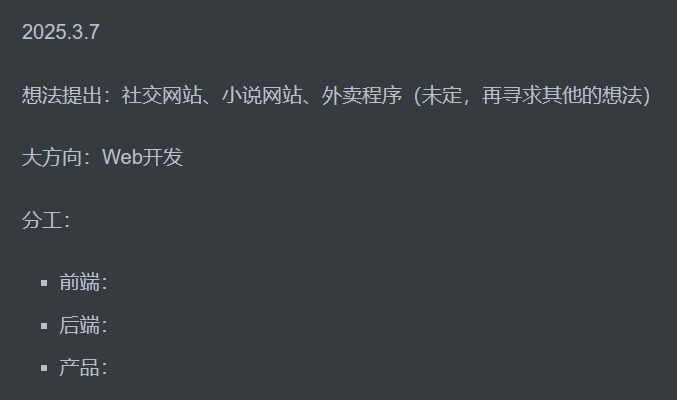 2025.3.7
想法提出：社交网站、小说网站、外卖程序（未定，再寻求其他的想法）
大方向：Web开发
分工：
前端：
后端：
产品：